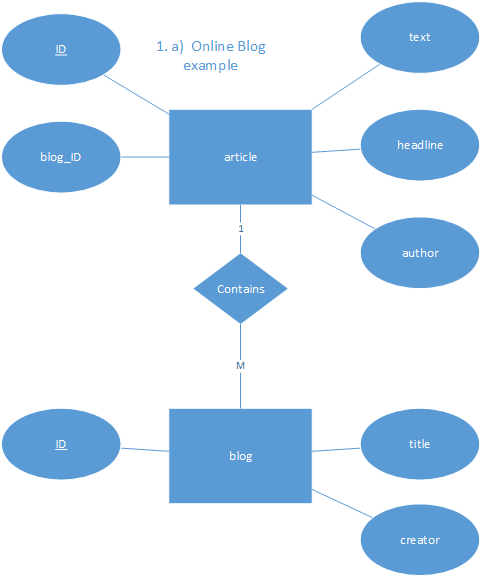 ID
1. a) Online Blog
example
text
blog_ID
article
headline
author
1
Contains
M
ID
blog
title
creator